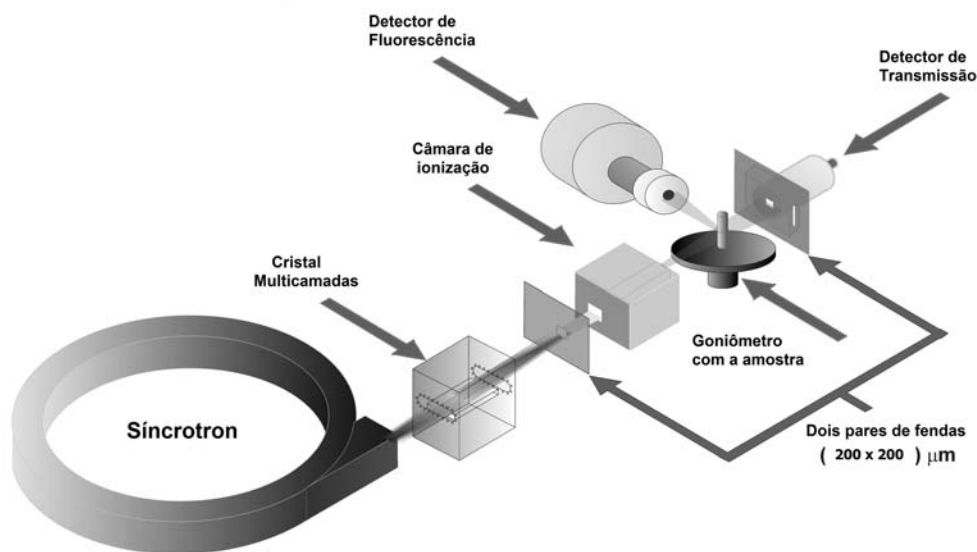 Detector de
Fluorescência
Detector de
Transmissão
Câmara de
ionização
Cristal
Multicamadas
Goniômetro
com a amostra
Síncrotron
Dois pares de fendas
( 200 x 200 ) μm